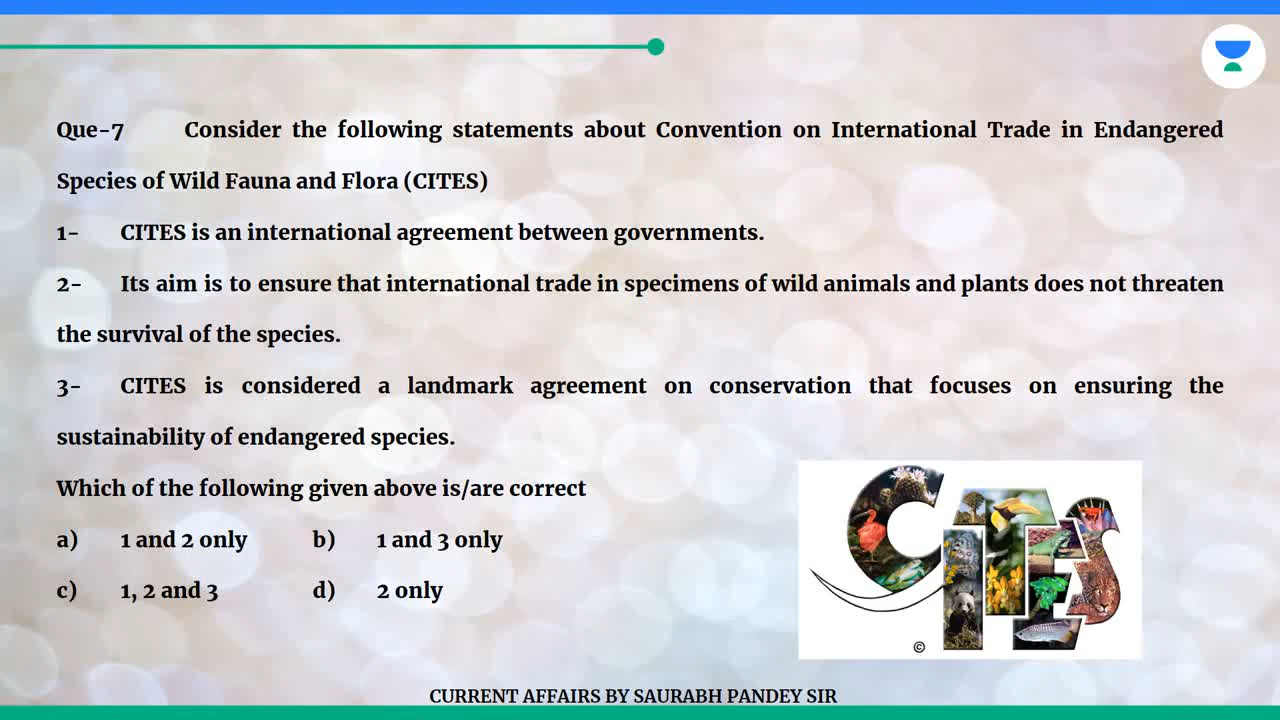 Que-7 Consider the following statements about Convention on International Trade in Endangered
Species of Wild Fauna and Flora (CITES)
1- CITES is an international agreement between governments.
2- Its aim is to ensure that international trade in specimens of wild animals and plants does not threaten
the survival of the species.
3- CITES is considered a landmark agreement on conservation that focuses on ensuring the
sustainability of endangered species.
Which of the following given above is/are correct
a) 1 and 2 only b) 1 and 3 only
c) 1, 2 and 3 d) 2 only
CITES
©
CURRENT AFFAIRS BY SAURABH PANDEY SIR